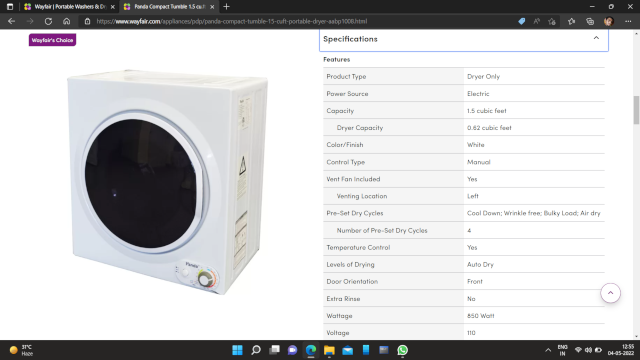 Wayfair | Portable Washers & Dr
Panda Compact Tumble 1.5 cu ft
https://www.wayfair.com/appliances/pdp/panda-compact-tumble-15-cuft-portable-dryer-aabp1008.html
Wayfair's Choice
Specifications
Features
Product Type Dryer Only
Power Source Electric
Capacity 1.5 cubic feet
Dryer Capacity 0.62 cubic feet
Color/Finish White
Control Type Manual
Vent Fan Included Yes
Venting Location Left
Pre-Set Dry Cycles Cool Down; Wrinkle free; Bulky Load; Air dry
Number of Pre-Set Dry Cycles 4
Temperature Control Yes
Levels of Drying Auto Dry
Door Orientation Front
Extra Rinse No
Wattage 850 Watt
Voltage 110
Panda
31°C
Haze
ENG
IN
12:55
04-05-2022